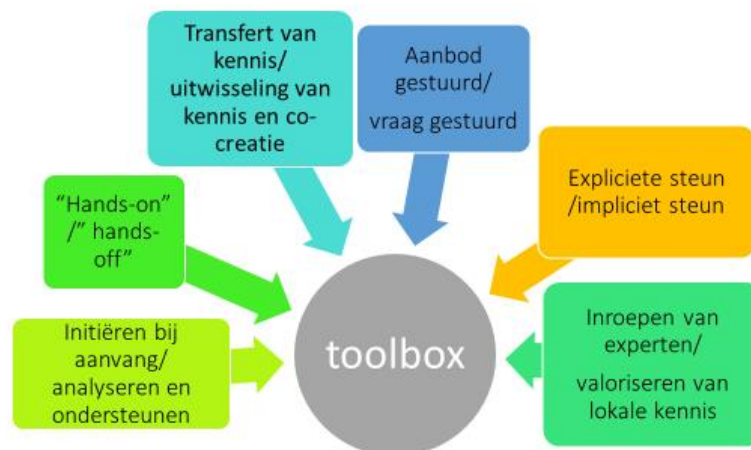 Transfert van
kennis/
uitwisseling van
kennis en co-
creatie
Aanbod
gestuurd/
vraag gestuurd
Expliciete steun
/impliciet steun
“Hands-on”
/” hands-
off”
Initiëren bij
aanvang/
analyseren en
ondersteunen
toolbox
Inroepen van
experten/
valoriseren van
lokale kennis